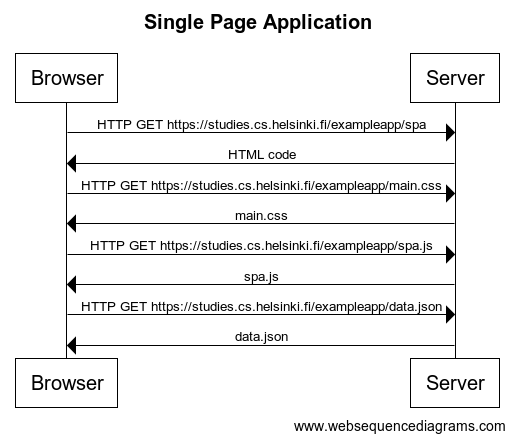 Single Page Application
Browser Server
HTTP GET https://studies.cs.helsinki.fi/exampleapp/spa
HTML code
HTTP GET https://studies.cs.helsinki.fi/exampleapp/main.css
main.css
HTTP GET https://studies.cs.helsinki.fi/exampleapp/spa.js
spa.js
HTTP GET https://studies.cs.helsinki.fi/exampleapp/data.json
data.json
Browser Server
www.websequencediagrams.com